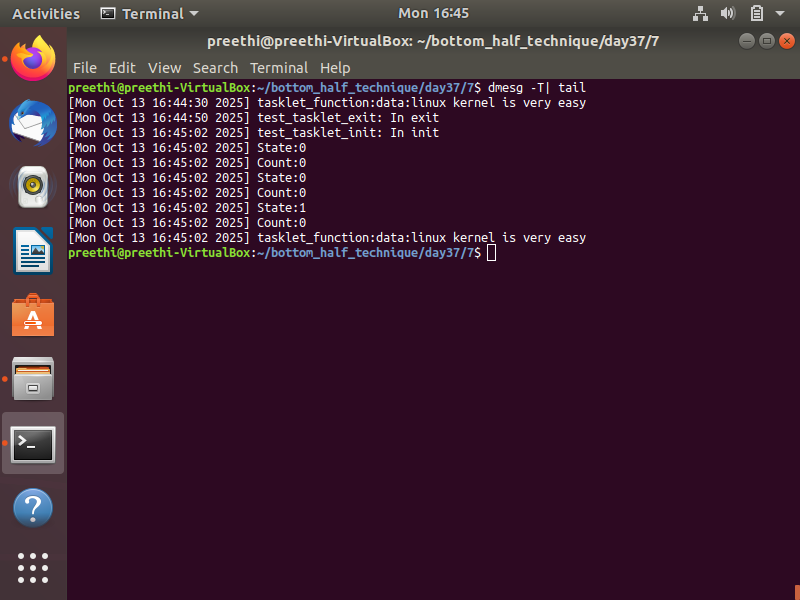 Activities Terminal Mon 16:45
preethi@preethi-VirtualBox: ~/bottom_half_technique/day37/7
File Edit View Search Terminal Help
preethi@preethi-VirtualBox:~/bottom_half_technique/day37/7$ dmesg -T| tail
[Mon Oct 13 16:44:30 2025] tasklet_function:data:linux kernel is very easy
[Mon Oct 13 16:44:50 2025] test_tasklet_exit: In exit
[Mon Oct 13 16:45:02 2025] test_tasklet_init: In init
[Mon Oct 13 16:45:02 2025] State:0
[Mon Oct 13 16:45:02 2025] Count:0
[Mon Oct 13 16:45:02 2025] State:0
[Mon Oct 13 16:45:02 2025] Count:0
[Mon Oct 13 16:45:02 2025] State:1
[Mon Oct 13 16:45:02 2025] Count:0
[Mon Oct 13 16:45:02 2025] tasklet_function:data:linux kernel is very easy
preethi@preethi-VirtualBox:~/bottom_half_technique/day37/7$